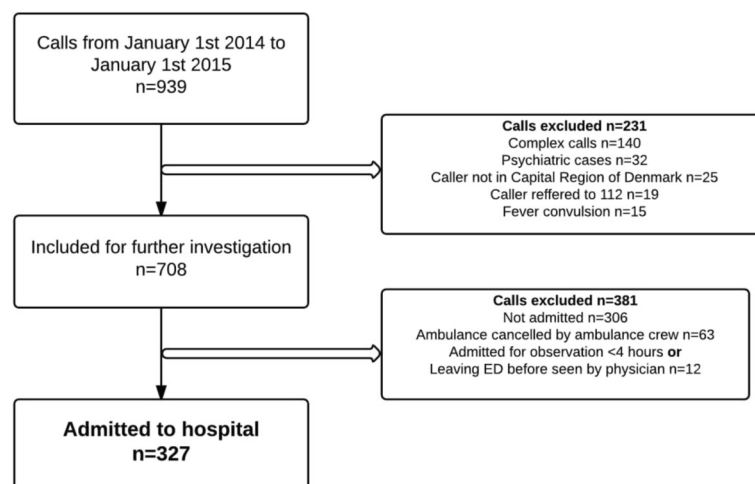 Calls from January 1st 2014 to
January 1st 2015
n=939
Calls excluded n=231
Complex calls n=140
Psychiatric cases n=32
Caller not in Capital Region of Denmark n=25
Caller reffered to 112 n=19
Fever convulsion n=15
Included for further investigation
n=708
Calls excluded n=381
Not admitted n=306
Ambulance cancelled by ambulance crew n=63
Admitted for observation <4 hours or
Leaving ED before seen by physician n=12
Admitted to hospital
n=327